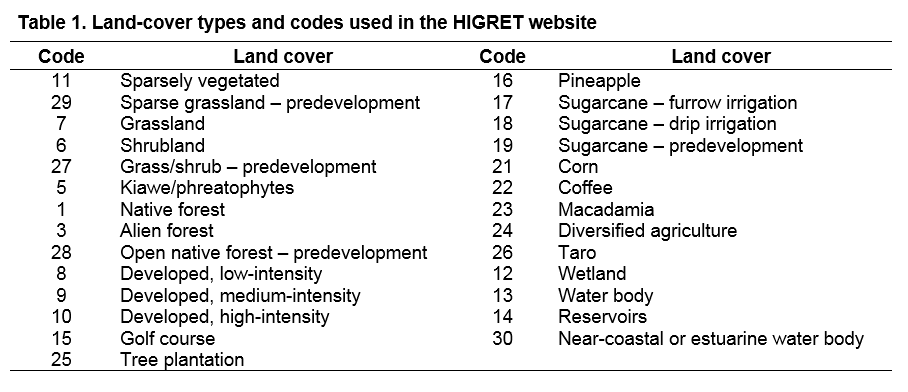 Table 1. Land-cover types and codes used in the HIGRET website
Code Land cover Code Land cover
11 Sparsely vegetated 16 Pineapple
29 Sparse grassland – predevelopment 17 Sugarcane – furrow irrigation
7 Grassland 18 Sugarcane – drip irrigation
6 Shrubland 19 Sugarcane – predevelopment
27 Grass/shrub – predevelopment 21 Corn
5 Kiawe/phreatophytes 22 Coffee
1 Native forest 23 Macadamia
3 Alien forest 24 Diversified agriculture
28 Open native forest – predevelopment 26 Taro
8 Developed, low-intensity 12 Wetland
9 Developed, medium-intensity 13 Water body
10 Developed, high-intensity 14 Reservoirs
15 Golf course 30 Near-coastal or estuarine water body
25 Tree plantation